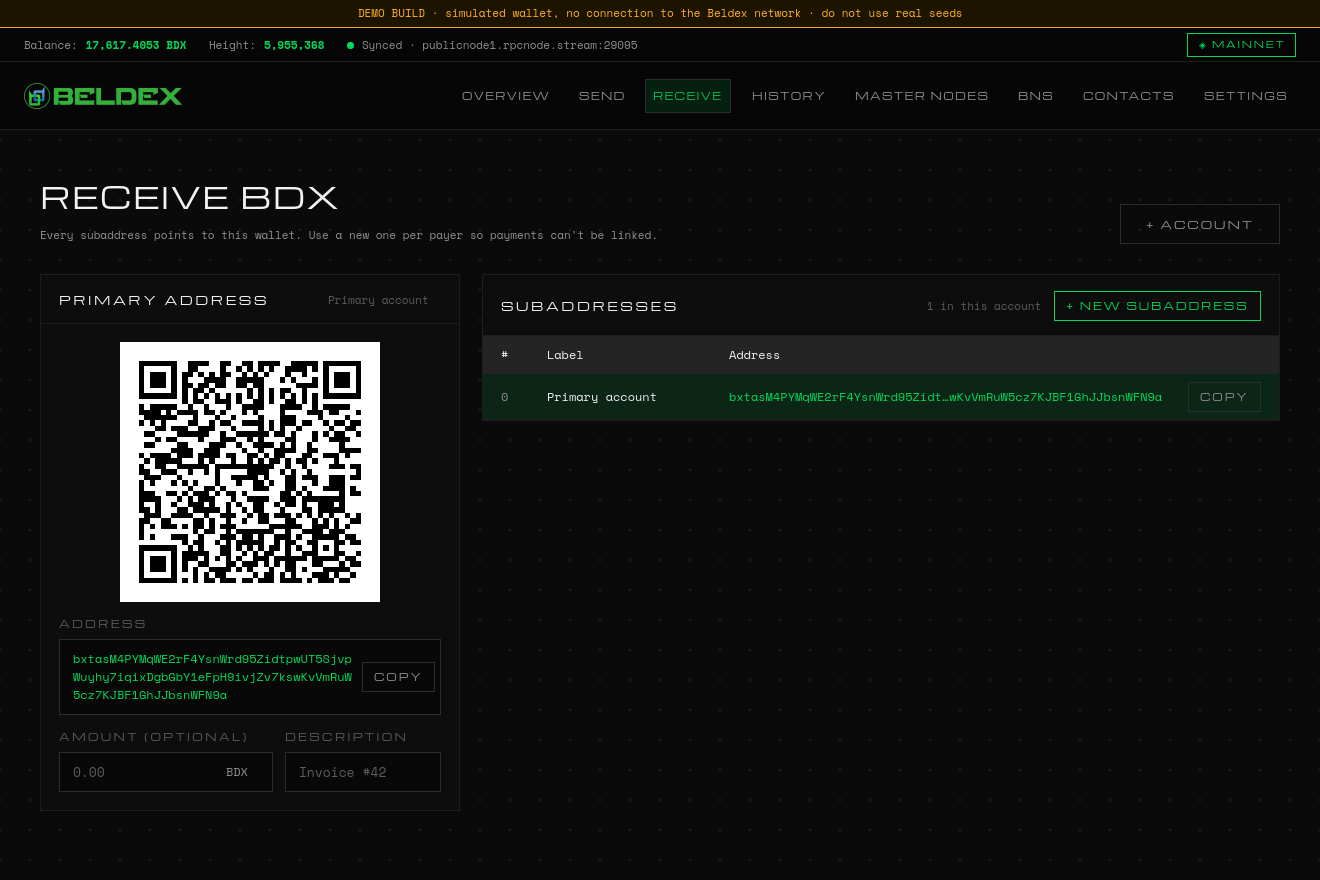 DEMO BUILD · simulated wallet, no connection to the Beldex network · do not use real seeds
Balance: 17,617.4053 BDX Height: 5,955,368 Synced · publicnode1.rpcnode.stream:29095 ◈ MAINNET
BELDEX OVERVIEW SEND RECEIVE HISTORY MASTER NODES BNS CONTACTS SETTINGS
RECEIVE BDX
Every subaddress points to this wallet. Use a new one per payer so payments can't be linked.
+ ACCOUNT
PRIMARY ADDRESS Primary account
ADDRESS
bxtasM4PYMqWE2rF4YsnWrd95ZidtpwUT5Sjvp
Wuyhy7iqixDgbGbY1eFpH9ivjZv7kswKvVmRuW
5cz7KJBF1GhJJbsnWFN9a
COPY
AMOUNT (OPTIONAL) DESCRIPTION
0.00 BDX Invoice #42
SUBADDRESSES 1 in this account + NEW SUBADDRESS
# Label Address
0 Primary account bxtasM4PYMqWE2rF4YsnWrd95Zidt…wKvVmRuW5cz7KJBF1GhJJbsnWFN9a COPY